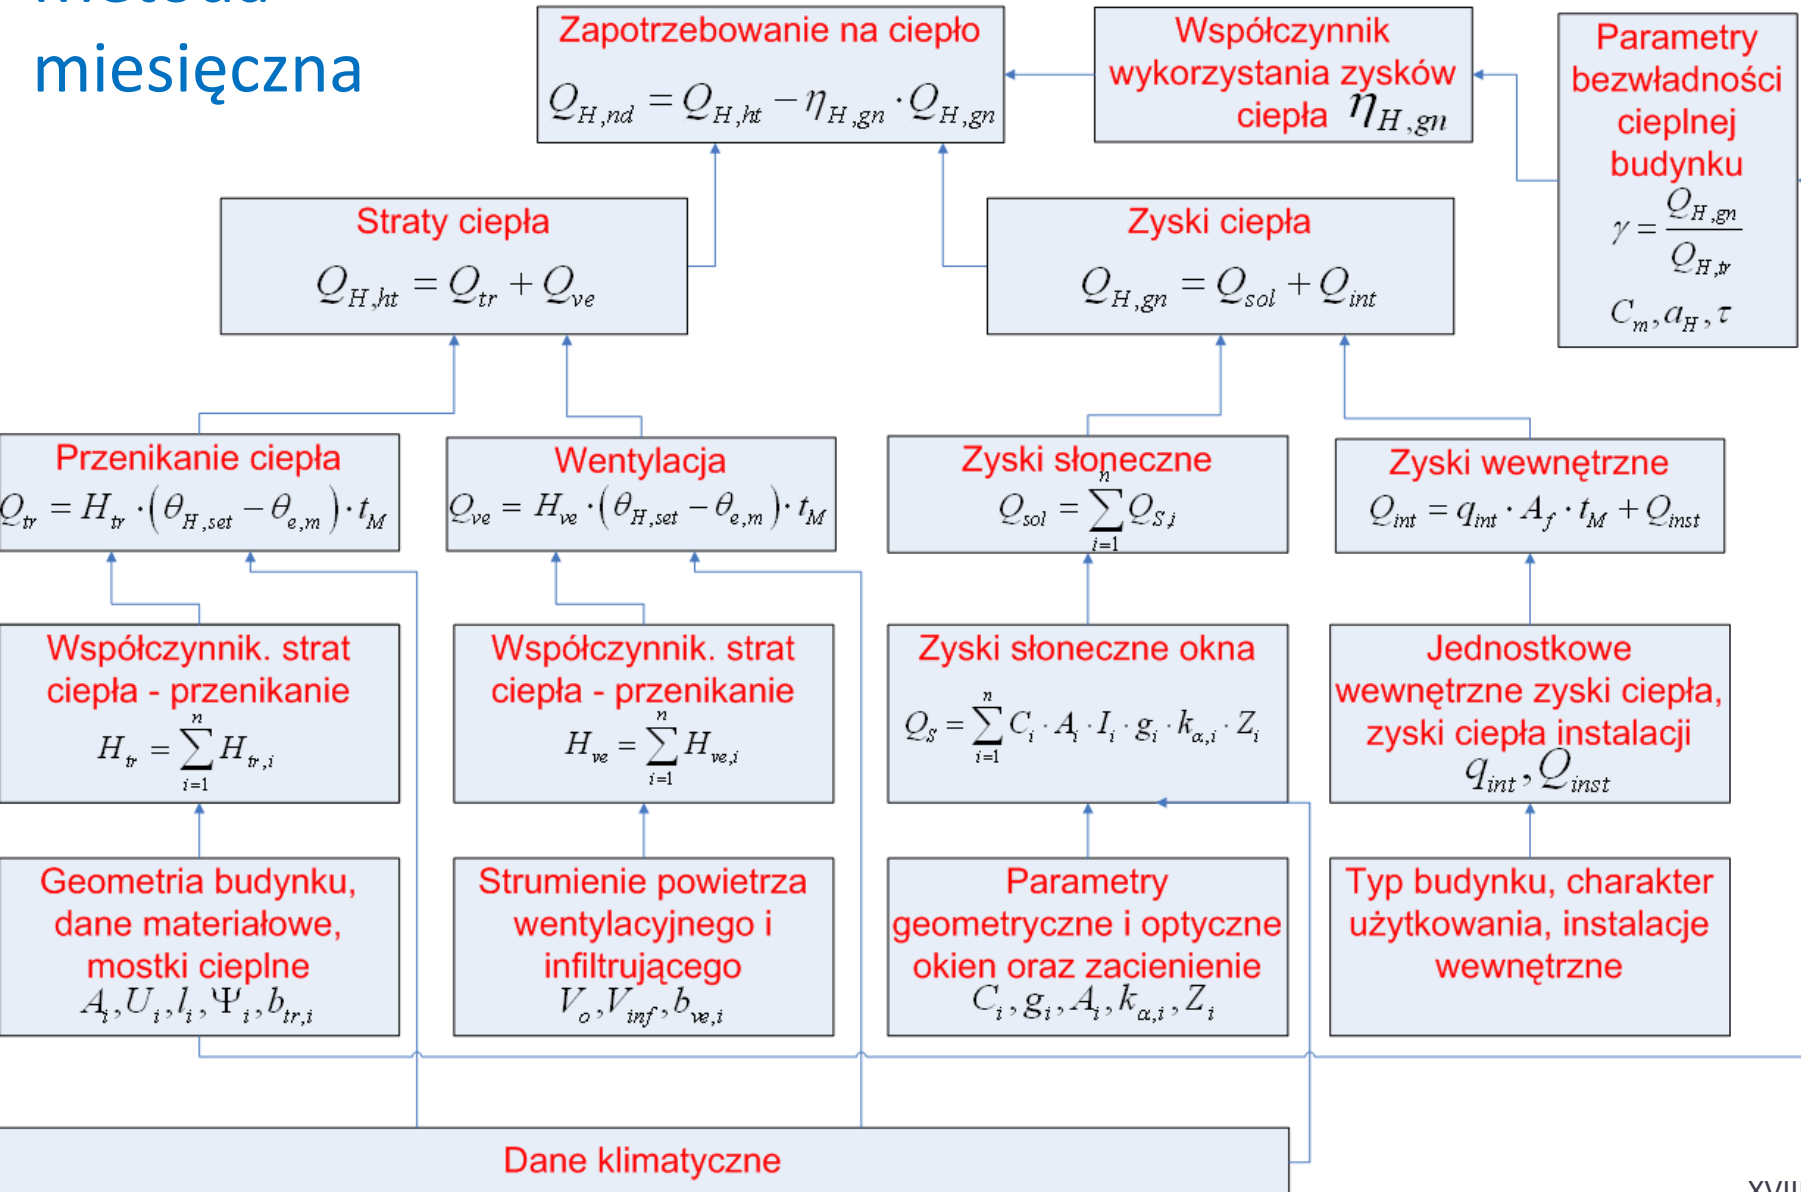 metoda
miesięczna
Zapotrzebowanie na ciepło
Q_{H,nd} = Q_{H,ht} − η_{H,gn} · Q_{H,gn}
Współczynnik
wykorzystania zysków
ciepła η_{H,gn}
Parametry
bezwładności
cieplnej
budynku
γ = Q_{H,gn} / Q_{H,tr}
C_m, a_H, τ
Straty ciepła
Q_{H,ht} = Q_{tr} + Q_{ve}
Zyski ciepła
Q_{H,gn} = Q_{sol} + Q_{int}
Przenikanie ciepła
Q_{tr} = H_{tr} · (θ_{H,set} − θ_{e,m}) · t_M
Wentylacja
Q_{ve} = H_{ve} · (θ_{H,set} − θ_{e,m}) · t_M
Zyski słoneczne
Q_{sol} = \sum_{i=1}^{n} Q_{S,i}
Zyski wewnętrzne
Q_{int} = q_{int} · A_f · t_M + Q_{inst}
Współczynnik. strat
ciepła - przenikanie
H_{tr} = \sum_{i=1}^{n} H_{tr,i}
Współczynnik. strat
ciepła - przenikanie
H_{ve} = \sum_{i=1}^{n} H_{ve,i}
Zyski słoneczne okna
Q_S = \sum_{i=1}^{n} C_i · A_i · I_i · g_i · k_{α,i} · Z_i
Jednostkowe
wewnętrzne zyski ciepła,
zyski ciepła instalacji
q_{int}, Q_{inst}
Geometria budynku,
dane materiałowe,
mostki cieplne
A_i, U_i, l_i, Ψ_i, b_{tr,i}
Strumienie powietrza
wentylacyjnego i
infiltrującego
V_o, V_{inf}, b_{ve,i}
Parametry
geometryczne i optyczne
okien oraz zacienienie
C_i, g_i, A_i, k_{α,i}, Z_i
Typ budynku, charakter
użytkowania, instalacje
wewnętrzne
Dane klimatyczne